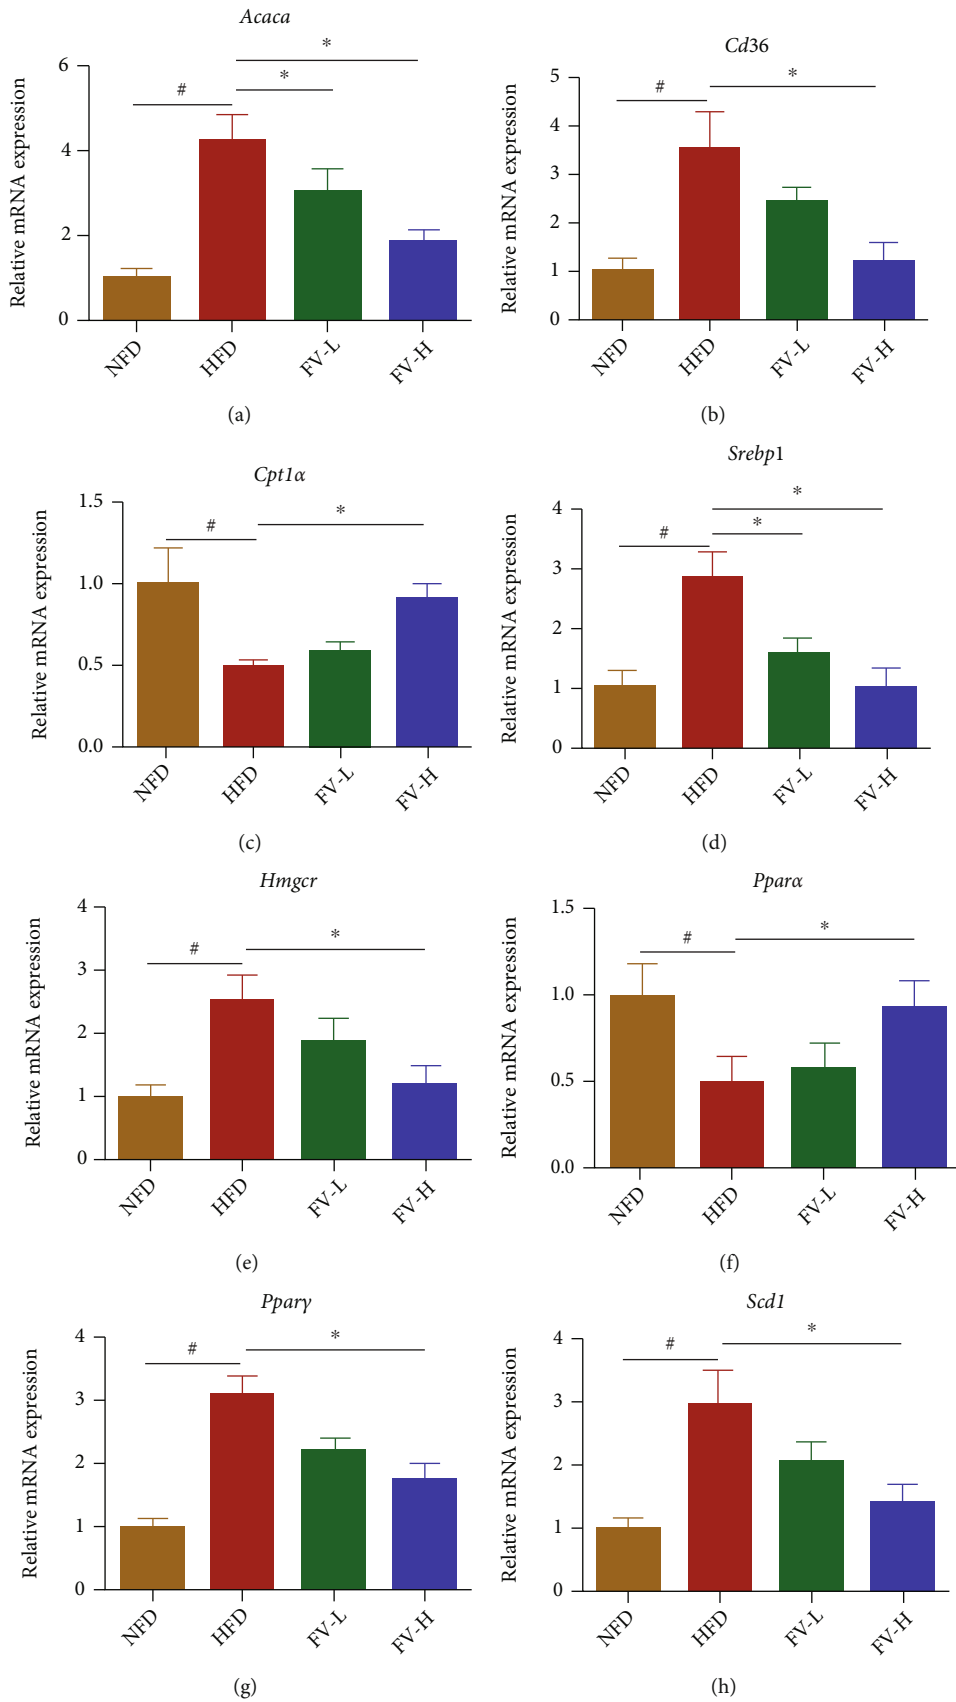 Acaca
Relative mRNA expression
6
4
2
0
#
*
*
NFD
HFD
FV-L
FV-H
(a)
Cd36
Relative mRNA expression
5
4
3
2
1
0
#
*
NFD
HFD
FV-L
FV-H
(b)
Cpt1α
Relative mRNA expression
1.5
1.0
0.5
0.0
#
*
NFD
HFD
FV-L
FV-H
(c)
Srebp1
Relative mRNA expression
4
3
2
1
0
#
*
*
NFD
HFD
FV-L
FV-H
(d)
Hmgcr
Relative mRNA expression
4
3
2
1
0
#
*
NFD
HFD
FV-L
FV-H
(e)
Pparα
Relative mRNA expression
1.5
1.0
0.5
0.0
#
*
NFD
HFD
FV-L
FV-H
(f)
Pparγ
Relative mRNA expression
4
3
2
1
0
#
*
NFD
HFD
FV-L
FV-H
(g)
Scd1
Relative mRNA expression
4
3
2
1
0
#
*
NFD
HFD
FV-L
FV-H
(h)